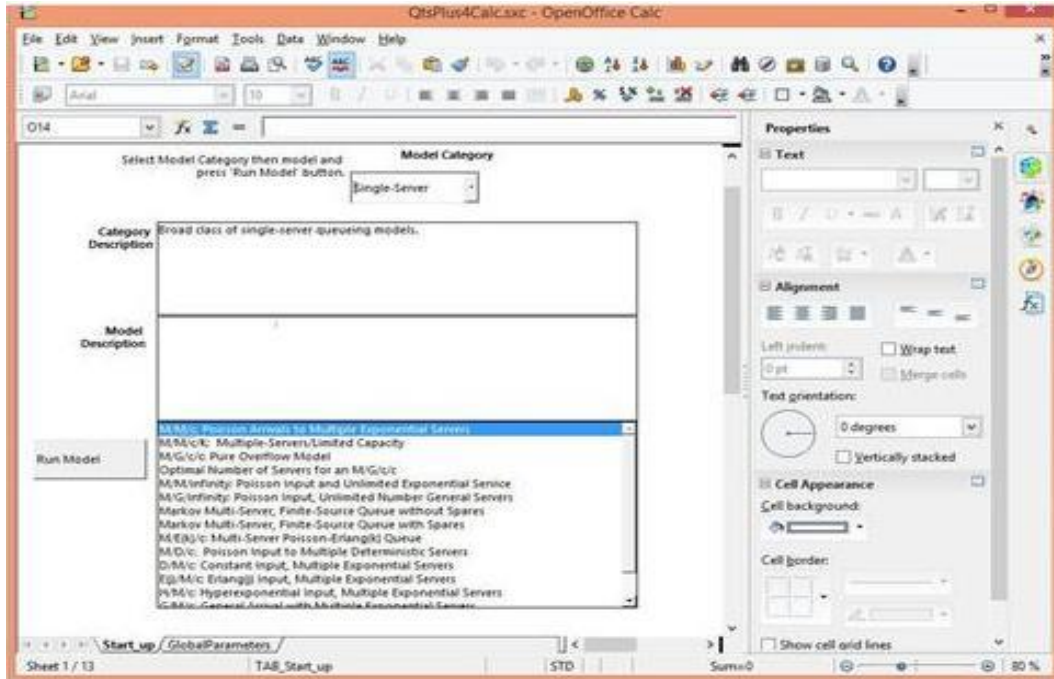 QtsPlus4Calc.sxc - OpenOffice Calc
File Edit View Insert Format Tools Data Window Help
Arial
10
O14
Select Model Category then model and
press 'Run Model' button.
Model Category
Single-Server
Category
Description
Broad class of single-server queueing models.
Model
Description
Run Model
M/M/c: Poisson Arrivals to Multiple Exponential Servers
M/M/c/K: Multiple-Servers/Limited Capacity
M/G/c/c Pure Overflow Model
Optimal Number of Servers for an M/G/c/c
M/M/Infinity: Poisson Input and Unlimited Exponential Service
M/G/Infinity: Poisson Input, Unlimited Number General Servers
Markov Multi-Server, Finite-Source Queue without Spares
Markov Multi-Server, Finite-Source Queue with Spares
M/E(k)/c: Multi-Server Poisson-Erlang(k) Queue
M/D/c: Poisson Input to Multiple Deterministic Servers
D/M/c: Constant Input, Multiple Exponential Servers
E(j)/M/c: Erlang(j) Input, Multiple Exponential Servers
H/M/c: Hyperexponential Input, Multiple Exponential Servers
G/M/c: General Arrival with Multiple Exponential Servers
Properties
Text
Alignment
Left indent:
0 pt
Wrap text
Merge cells
Text orientation:
0 degrees
Vertically stacked
Cell Appearance
Cell background:
Cell border:
Show cell grid lines
Start_up
GlobalParameters
Sheet 1 / 13
TAB_Start_up
STD
Sum=0
80 %